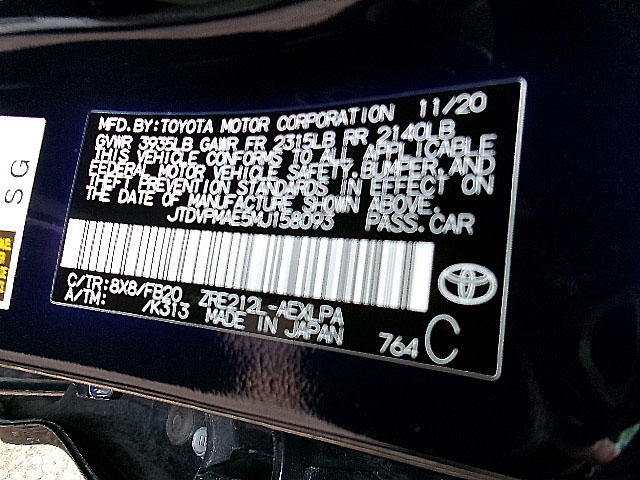 MFD. BY: TOYOTA MOTOR CORPORATION 11/20
GVWR 3935LB GAWR FR 2315LB RR 2140LB
THIS VEHICLE CONFORMS TO ALL APPLICABLE
FEDERAL MOTOR VEHICLE SAFETY, BUMPER, AND
THEFT PREVENTION STANDARDS IN EFFECT ON
THE DATE OF MANUFACTURE SHOWN ABOVE.
JTDVFMAE5MJ158093 PASS. CAR
C/TR: 8X8/FB20 ZRE212L-AEXLPA
A/TM: /K313 MADE IN JAPAN
764 C
SG